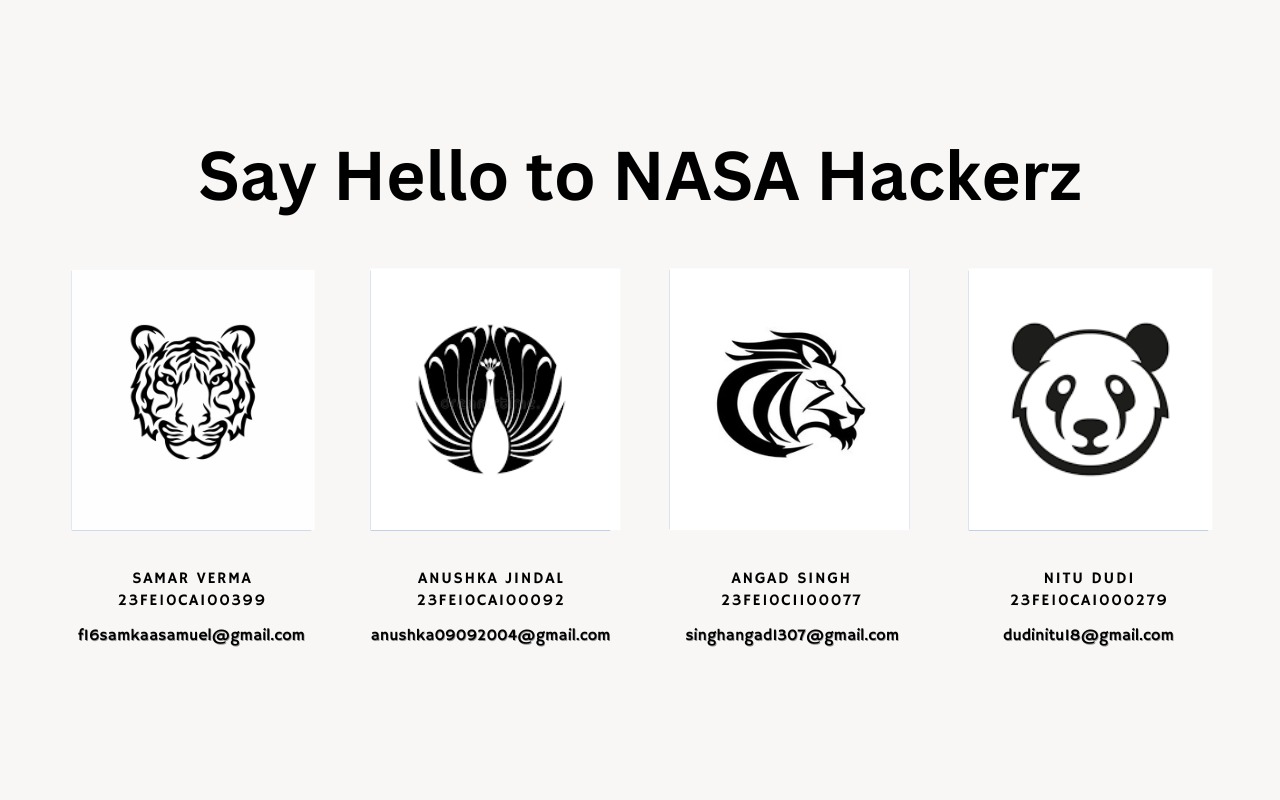 Say Hello to NASA Hackerz
SAMAR VERMA
23FE10CAI00399
f16samkaasamuel@gmail.com
ANUSHKA JINDAL
23FE10CAI00092
anushka09092004@gmail.com
ANGAD SINGH
23FE10CII00077
singhangad1307@gmail.com
NITU DUDI
23FE10CAI000279
dudinitu18@gmail.com